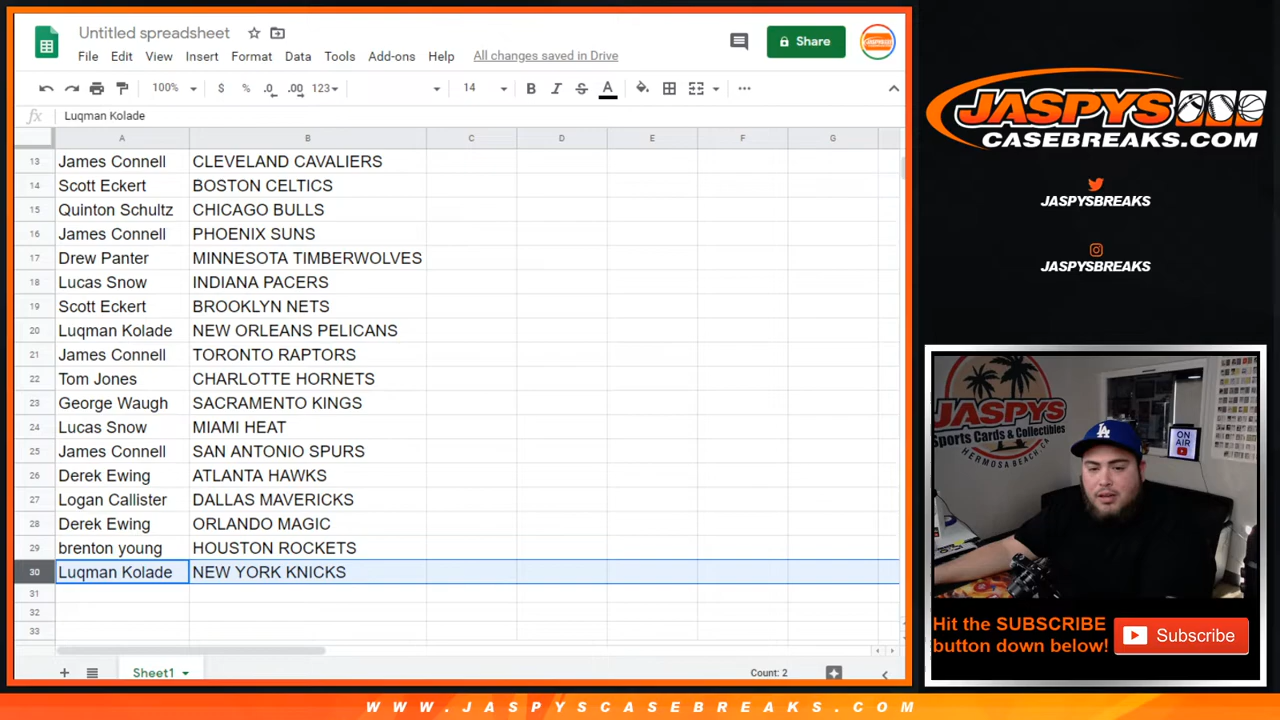 Untitled spreadsheet
File Edit View Insert Format Data Tools Add-ons Help All changes saved in Drive
Share
100% $ % .0 .00 123 14 B I S A
fx Luqman Kolade
A B C D E F G
13 James Connell CLEVELAND CAVALIERS
14 Scott Eckert BOSTON CELTICS
15 Quinton Schultz CHICAGO BULLS
16 James Connell PHOENIX SUNS
17 Drew Panter MINNESOTA TIMBERWOLVES
18 Lucas Snow INDIANA PACERS
19 Scott Eckert BROOKLYN NETS
20 Luqman Kolade NEW ORLEANS PELICANS
21 James Connell TORONTO RAPTORS
22 Tom Jones CHARLOTTE HORNETS
23 George Waugh SACRAMENTO KINGS
24 Lucas Snow MIAMI HEAT
25 James Connell SAN ANTONIO SPURS
26 Derek Ewing ATLANTA HAWKS
27 Logan Callister DALLAS MAVERICKS
28 Derek Ewing ORLANDO MAGIC
29 brenton young HOUSTON ROCKETS
30 Luqman Kolade NEW YORK KNICKS
31
32
33
Sheet1 Count: 2
JASPYS
CASEBREAKS.COM
JASPYSBREAKS
JASPYSBREAKS
JASPYS
Sports Cards & Collectibles
HERMOSA BEACH, CA
ON
AIR
LA
Hit the SUBSCRIBE
button down below!
Subscribe
WWW.JASPYSCASEBREAKS.COM